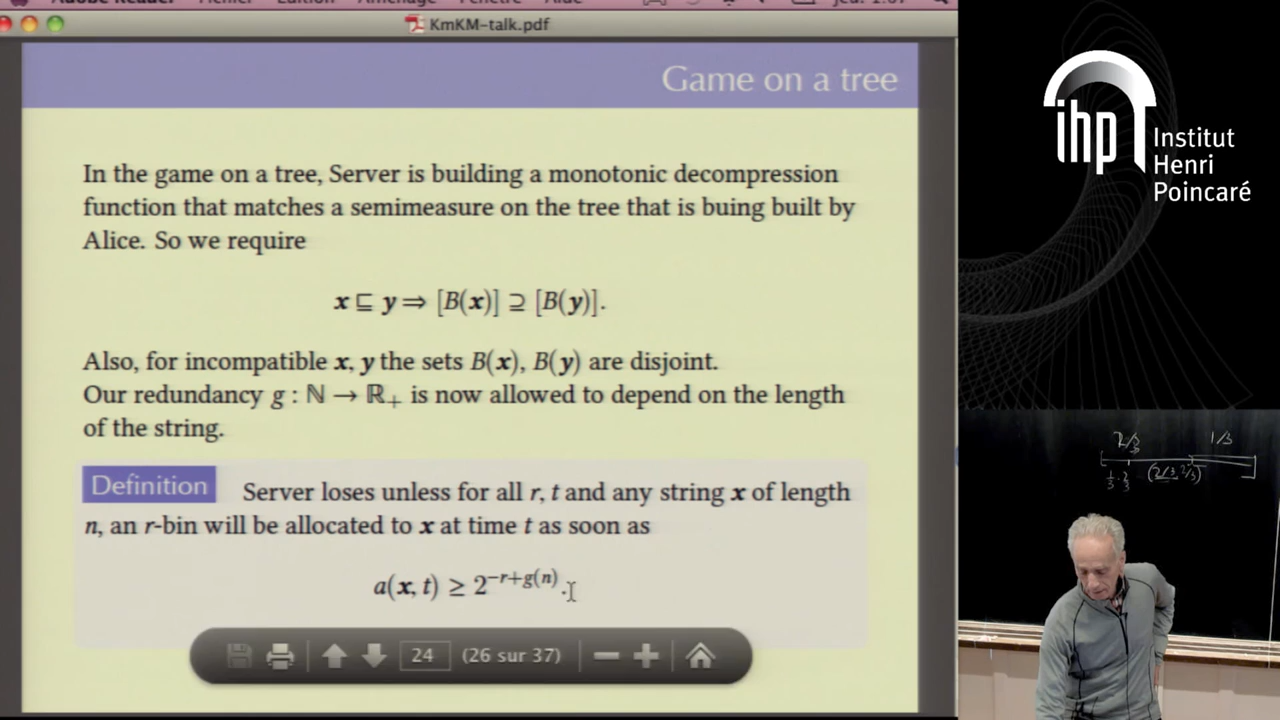 KmKM-talk.pdf
Game on a tree
In the game on a tree, Server is building a monotonic decompression
function that matches a semimeasure on the tree that is buing built by
Alice. So we require
x ⊑ y ⇒ [B(x)] ⊇ [B(y)].
Also, for incompatible x, y the sets B(x), B(y) are disjoint.
Our redundancy g : ℕ → ℝ₊ is now allowed to depend on the length
of the string.
Definition Server loses unless for all r, t and any string x of length
n, an r-bin will be allocated to x at time t as soon as
a(x, t) ≥ 2^{-r+g(n)}.
24 (26 sur 37)
ihp Institut
Henri
Poincaré
2/3 1/3